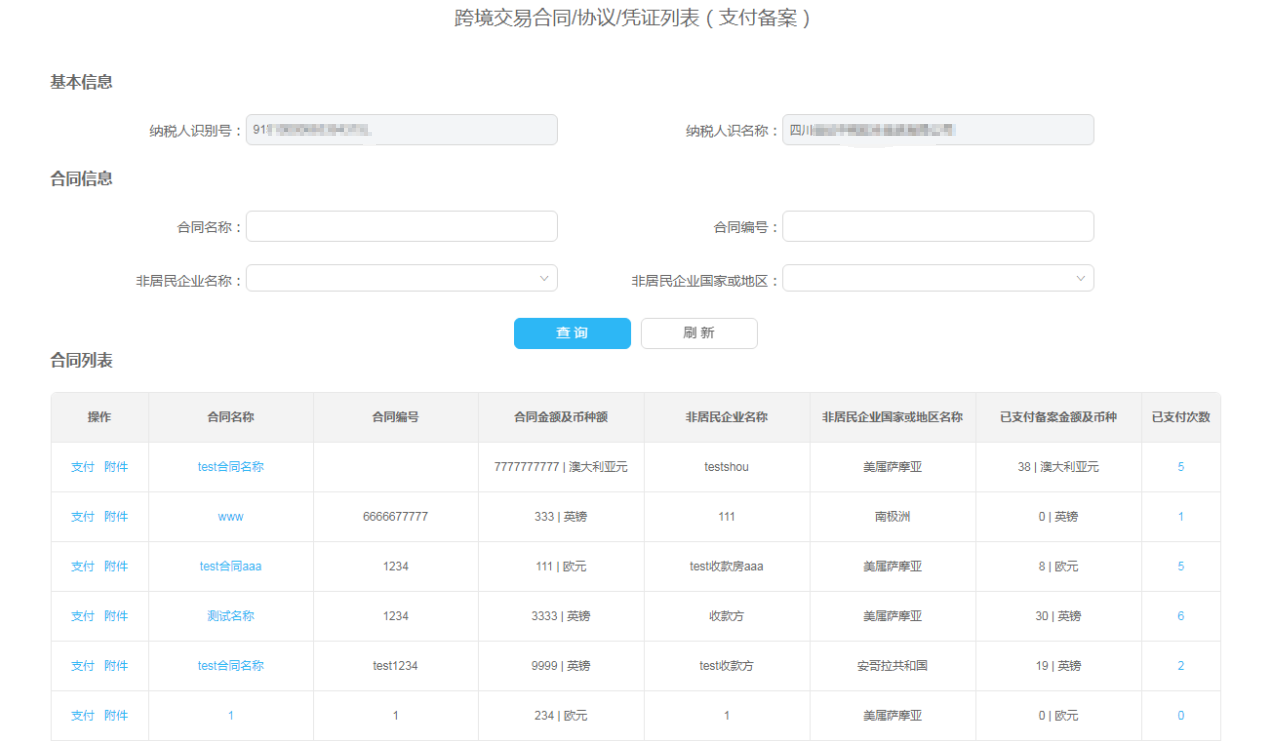 跨境交易合同/协议/凭证列表（支付备案）
基本信息
纳税人识别号： 91 纳税人识名称： 四川
合同信息
合同名称： 合同编号：
非居民企业名称： 非居民企业国家或地区：
查 询 刷 新
合同列表
操作 合同名称 合同编号 合同金额及币种额 非居民企业名称 非居民企业国家或地区名称 已支付备案金额及币种 已支付次数
支付 附件 test合同名称 7777777777 | 澳大利亚元 testshou 美属萨摩亚 38 | 澳大利亚元 5
支付 附件 www 6666677777 333 | 英镑 111 南极洲 0 | 英镑 1
支付 附件 test合同aaa 1234 111 | 欧元 test收款房aaa 美属萨摩亚 8 | 欧元 5
支付 附件 测试名称 1234 3333 | 英镑 收款方 美属萨摩亚 30 | 英镑 6
支付 附件 test合同名称 test1234 9999 | 英镑 test收款方 安哥拉共和国 19 | 英镑 2
支付 附件 1 1 234 | 欧元 1 美属萨摩亚 0 | 欧元 0